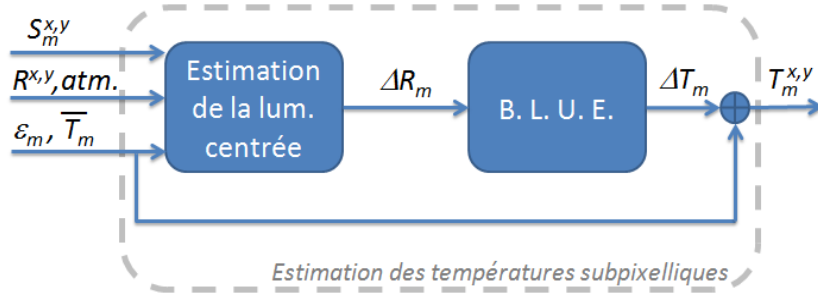 S_m^{x,y}
R^{x,y}, atm.
ε_m, T̅_m
Estimation
de la lum.
centrée
ΔR_m
B. L. U. E.
ΔT_m
T_m^{x,y}
Estimation des températures subpixelliques